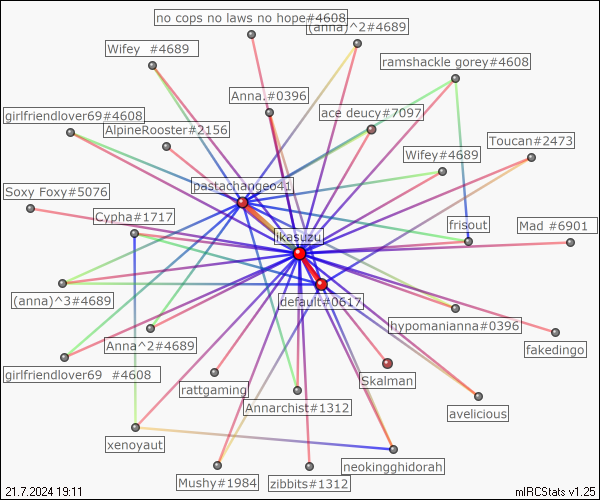 no cops no laws no hope#4608
(anna)^2#4689
Wifey  #4689
ramshackle gorey#4608
Anna.#0396
girlfriendlover69#4608
ace deucy#7097
AlpineRooster#2156
Toucan#2473
Wifey#4689
pastachangeo41
Soxy Foxy#5076
Cypha#1717
frisout
Mad #6901
ikasuzu
(anna)^3#4689
default#0617
hypomanianna#0396
Anna^2#4689
fakedingo
girlfriendlover69  #4608
Skalman
rattgaming
Annarchist#1312
avelicious
xenoyaut
neokingghidorah
Mushy#1984
zibbits#1312
21.7.2024 19:11
mIRCStats v1.25